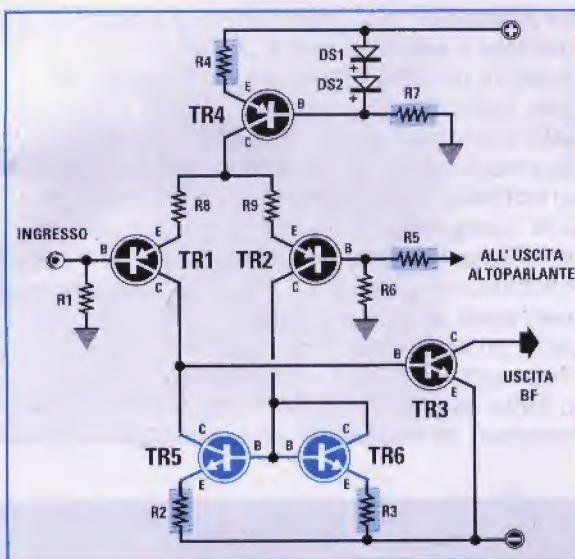 +
R4
DS1
+
DS2
+
E
TR4
B
R7
C
R8
R9
INGRESSO
E
E
R5
B
TR1
TR2
B
ALL' USCITA
ALTOPARLANTE
R1
C
C
R6
C
B
USCITA
BF
E
TR3
C
C
TR5
B
B
TR6
E
E
R2
R3
−